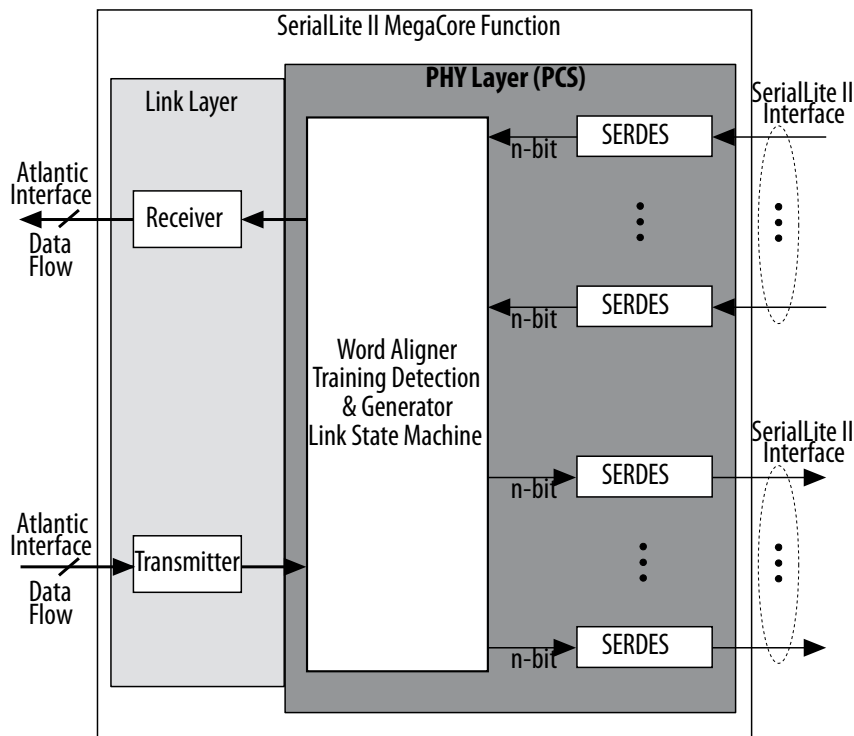 SerialLite II MegaCore Function
PHY Layer (PCS)
Link Layer
SerialLite II
Interface
SERDES
n-bit
Atlantic
Interface
Receiver
Data
Flow
SERDES
n-bit
Word Aligner
Training Detection
& Generator
Link State Machine
SerialLite II
Interface
SERDES
n-bit
Atlantic
Interface
Transmitter
Data
Flow
SERDES
n-bit